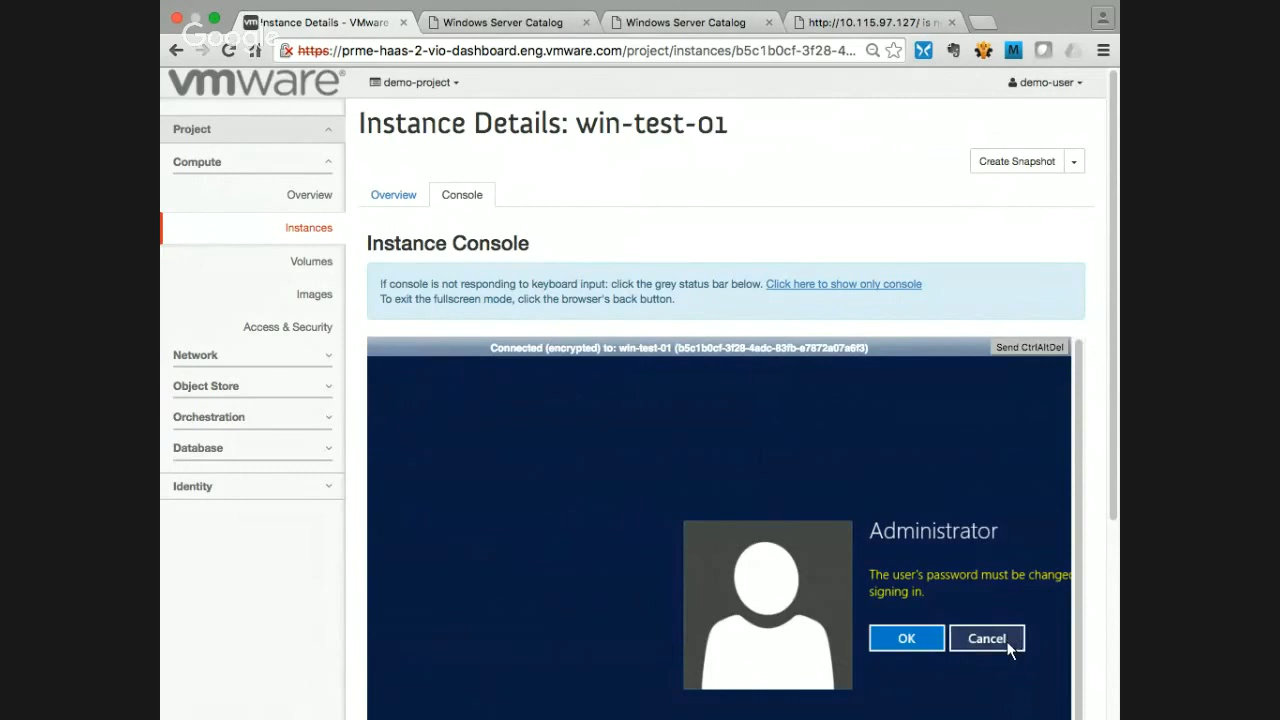 Instance Details - VMware
Windows Server Catalog
Windows Server Catalog
http://10.115.97.127/ is n
Google
https://prme-haas-2-vio-dashboard.eng.vmware.com/project/instances/b5c1b0cf-3f28-4...
vmware
demo-project
demo-user
Project
Compute
Overview
Instances
Volumes
Images
Access & Security
Network
Object Store
Orchestration
Database
Identity
Instance Details: win-test-01
Create Snapshot
Overview
Console
Instance Console
If console is not responding to keyboard input: click the grey status bar below. Click here to show only console
To exit the fullscreen mode, click the browser's back button.
Connected (encrypted) to: win-test-01 (b5c1b0cf-3f28-4adc-83fb-e7872a07a6f3)
Send CtrlAltDel
Administrator
The user's password must be changed
signing in.
OK
Cancel